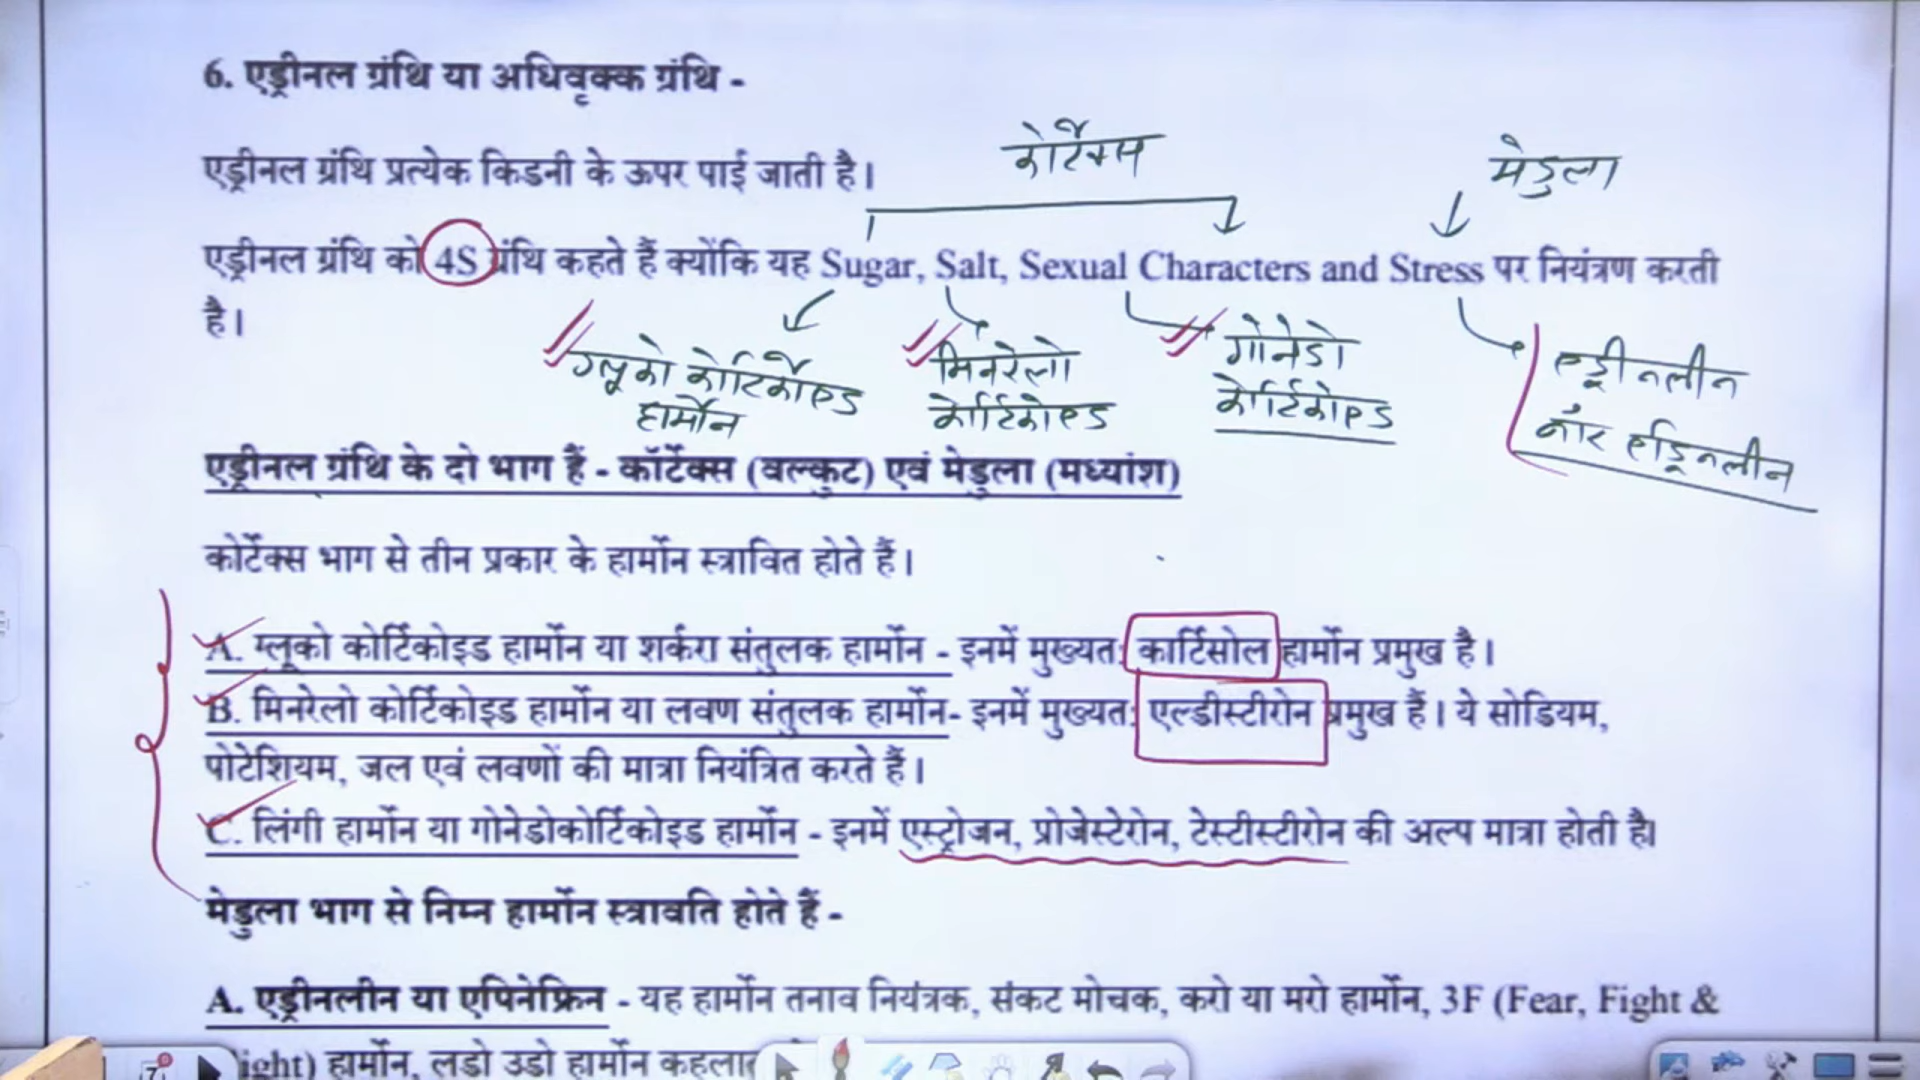 6. एड्रीनल ग्रंथि या अधिवृक्क ग्रंथि -
कोर्टेक्स
मेडुला
एड्रीनल ग्रंथि प्रत्येक किडनी के ऊपर पाई जाती है।
एड्रीनल ग्रंथि को 4S ग्रंथि कहते हैं क्योंकि यह Sugar, Salt, Sexual Characters and Stress पर नियंत्रण करती
है।
ग्लूको कोर्टिकोइड
हार्मोन
मिनरेलो
कोर्टिकोइड
गोनेडो
कोर्टिकोइड
एड्रीनलीन
नॉर एड्रिनलीन
एड्रीनल ग्रंथि के दो भाग हैं - कॉर्टेक्स (वल्कुट) एवं मेडुला (मध्यांश)
कोर्टेक्स भाग से तीन प्रकार के हार्मोन स्त्रावित होते हैं।
A. ग्लूको कोर्टिकोइड हार्मोन या शर्करा संतुलक हार्मोन - इनमें मुख्यत: कार्टिसोल हार्मोन प्रमुख है।
B. मिनरेलो कोर्टिकोइड हार्मोन या लवण संतुलक हार्मोन- इनमें मुख्यत: एल्डीस्टीरोन प्रमुख हैं। ये सोडियम,
पोटेशियम, जल एवं लवणों की मात्रा नियंत्रित करते हैं।
C. लिंगी हार्मोन या गोनेडोकोर्टिकोइड हार्मोन - इनमें एस्ट्रोजन, प्रोजेस्टेरोन, टेस्टीस्टीरोन की अल्प मात्रा होती है।
मेडुला भाग से निम्न हार्मोन स्त्रावति होते हैं -
A. एड्रीनलीन या एपिनेफ्रिन - यह हार्मोन तनाव नियंत्रक, संकट मोचक, करो या मरो हार्मोन, 3F (Fear, Fight &
हार्मोन, लडो उडो हार्मोन